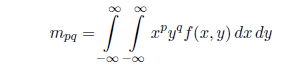 m_{pq} = \int_{-\infty}^{\infty} \int_{-\infty}^{\infty} x^p y^q f(x, y) dx dy